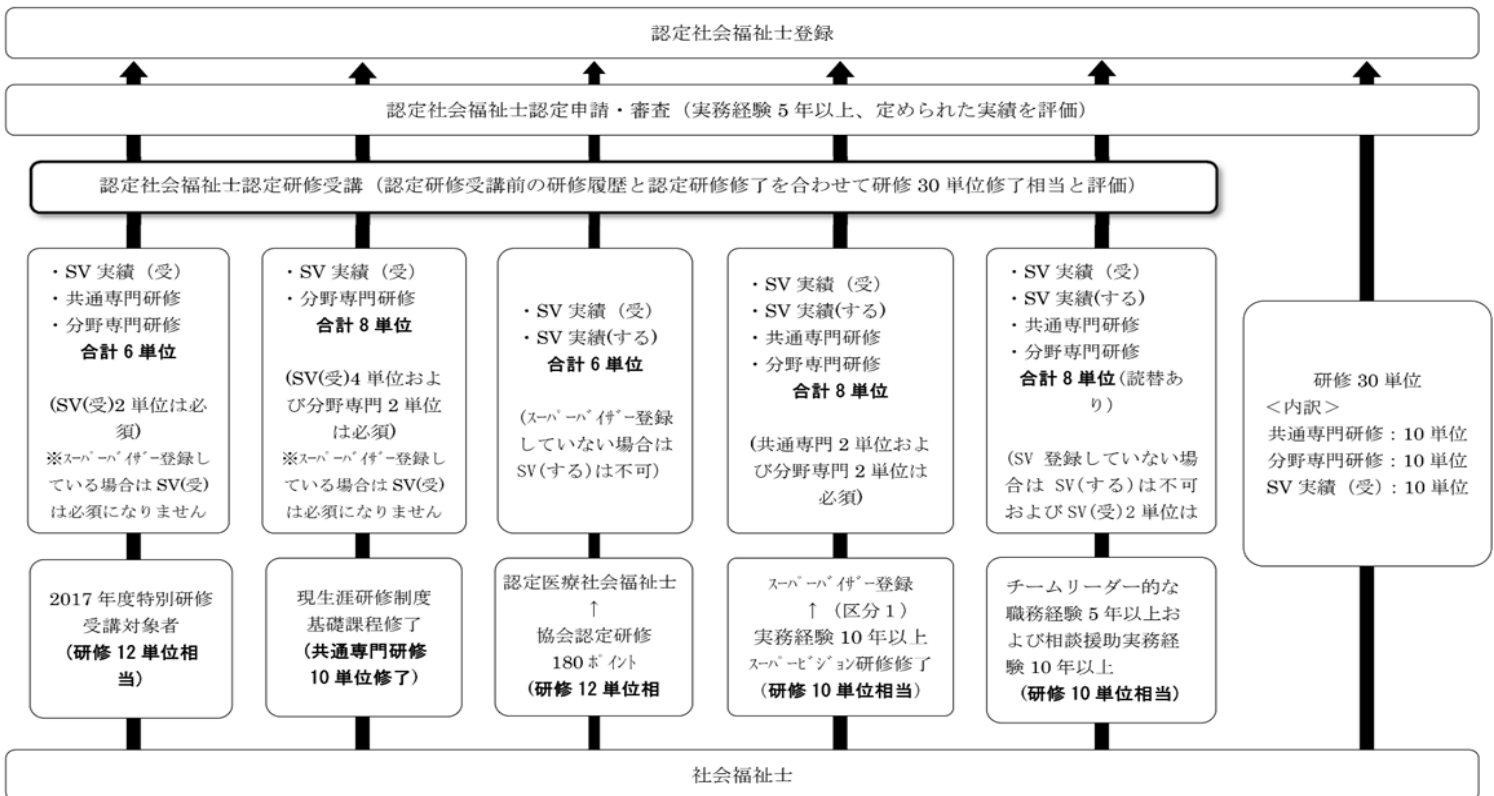 認定社会福祉士登録
認定社会福祉士認定申請・審査（実務経験 5 年以上、定められた実績を評価）
認定社会福祉士認定研修受講（認定研修受講前の研修履歴と認定研修修了を合わせて研修 30 単位修了相当と評価）
・SV 実績（受）
・共通専門研修
・分野専門研修
合計 6 単位
(SV(受)2 単位は必
須)
※スーパーバイザー登録し
ている場合は SV(受)
は必須になりません
・SV 実績（受）
・分野専門研修
合計 8 単位
(SV(受)4 単位およ
び分野専門 2 単位
は必須)
※スーパーバイザー登録し
ている場合は SV(受)
は必須になりません
・SV 実績（受）
・SV 実績(する)
合計 6 単位
(スーパーバイザー登録
していない場合は
SV(する)は不可)
・SV 実績（受）
・SV 実績(する)
・共通専門研修
・分野専門研修
合計 8 単位
(共通専門 2 単位およ
び分野専門 2 単位は
必須)
・SV 実績（受）
・SV 実績(する)
・共通専門研修
・分野専門研修
合計 8 単位(読替あ
り）
(SV 登録していない場
合は SV(する)は不可
および SV(受)2 単位は
研修 30 単位
＜内訳＞
共通専門研修：10 単位
分野専門研修：10 単位
SV 実績（受）：10 単位
2017 年度特別研修
受講対象者
(研修 12 単位相
当）
現生涯研修制度
基礎課程修了
(共通専門研修
10 単位修了)
認定医療社会福祉士
↑
協会認定研修
180 ポイント
(研修 12 単位相
スーパーバイザー登録
↑（区分 1）
実務経験 10 年以上
スーパービジョン研修修了
(研修 10 単位相当）
チームリーダー的な
職務経験 5 年以上お
よび相談援助実務経
験 10 年以上
(研修 10 単位相当）
社会福祉士